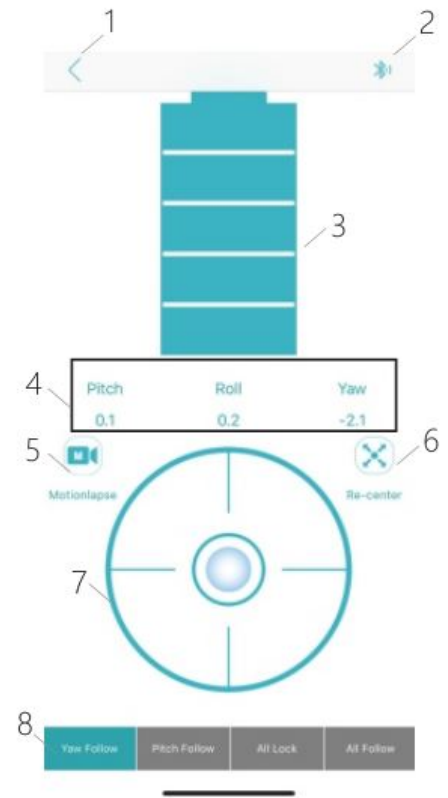 1
2
3
4
Pitch Roll Yaw
0.1 0.2 -2.1
5
6
M
Motionlapse Re-center
7
8
Yaw Follow Pitch Follow All Lock All Follow